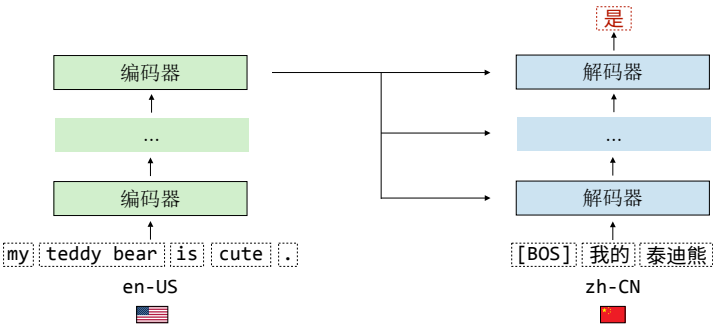 是
编码器
解码器
...
...
编码器
解码器
my teddy bear is cute .
[BOS] 我的 泰迪熊
en-US
zh-CN